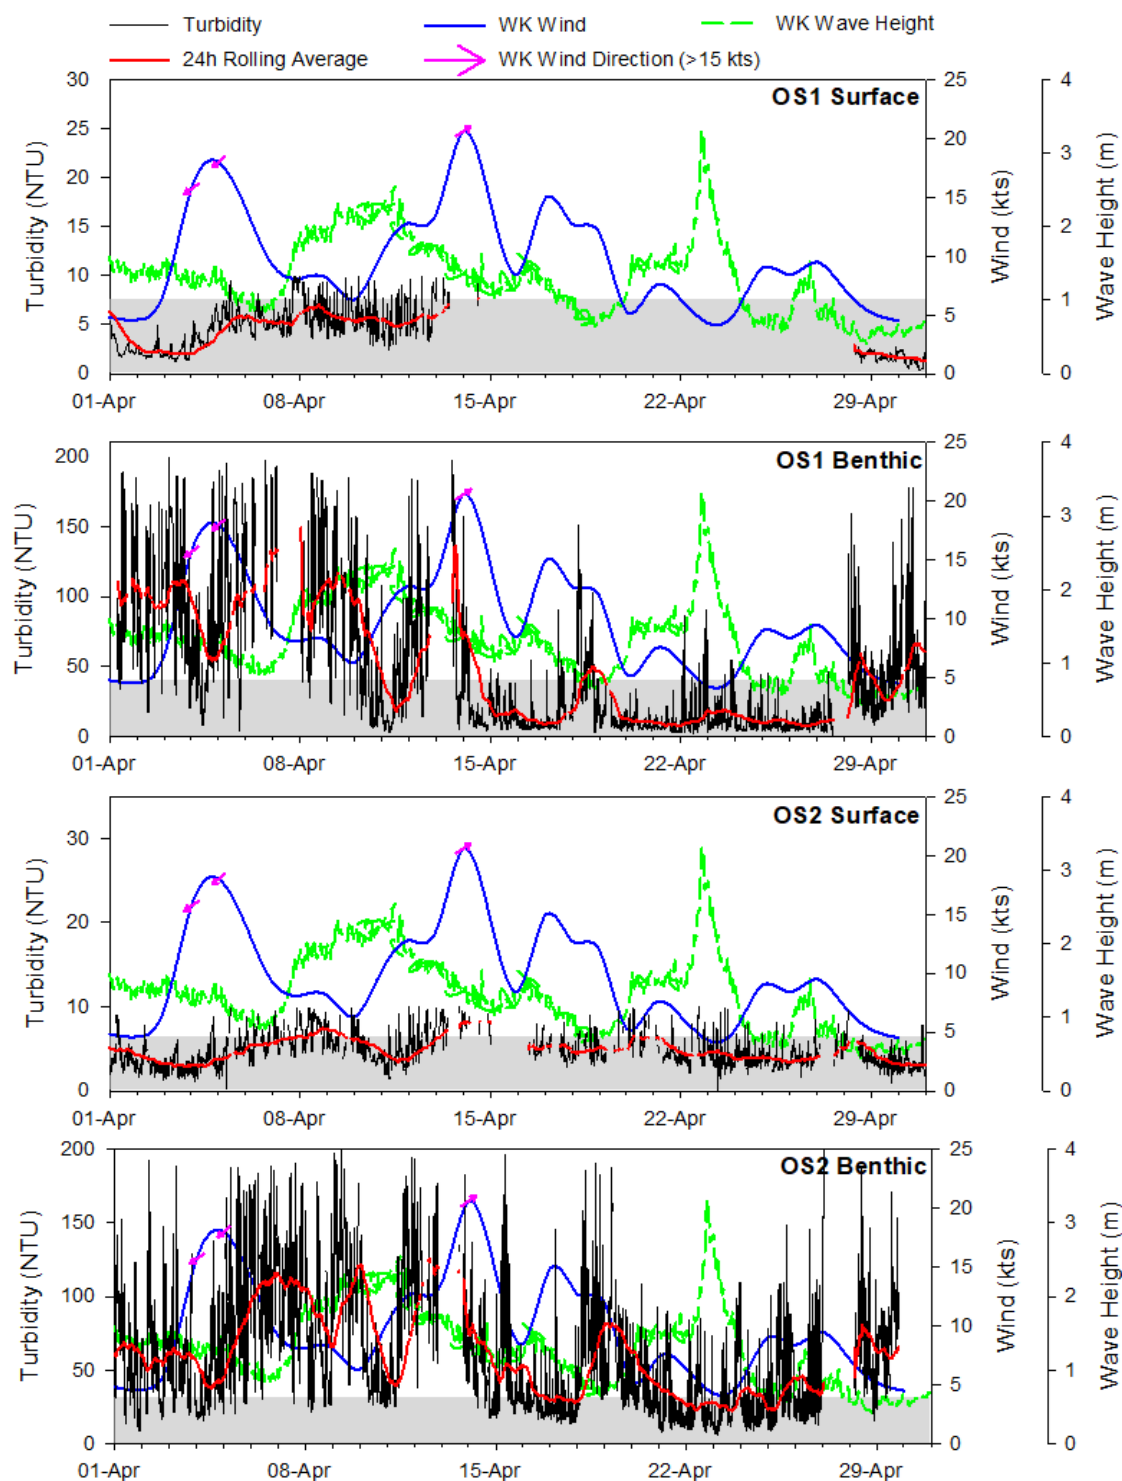 Turbidity WK Wind WK Wave Height
24h Rolling Average WK Wind Direction (>15 kts)
OS1 Surface
Turbidity (NTU)
30
25
20
15
10
5
0
Wind (kts)
25
20
15
10
5
0
Wave Height (m)
4
3
2
1
0
01-Apr 08-Apr 15-Apr 22-Apr 29-Apr
OS1 Benthic
Turbidity (NTU)
200
150
100
50
0
Wind (kts)
25
20
15
10
5
0
Wave Height (m)
4
3
2
1
0
01-Apr 08-Apr 15-Apr 22-Apr 29-Apr
OS2 Surface
Turbidity (NTU)
30
20
10
0
Wind (kts)
25
20
15
10
5
0
Wave Height (m)
4
3
2
1
0
01-Apr 08-Apr 15-Apr 22-Apr 29-Apr
OS2 Benthic
Turbidity (NTU)
200
150
100
50
0
Wind (kts)
25
20
15
10
5
0
Wave Height (m)
4
3
2
1
0
01-Apr 08-Apr 15-Apr 22-Apr 29-Apr